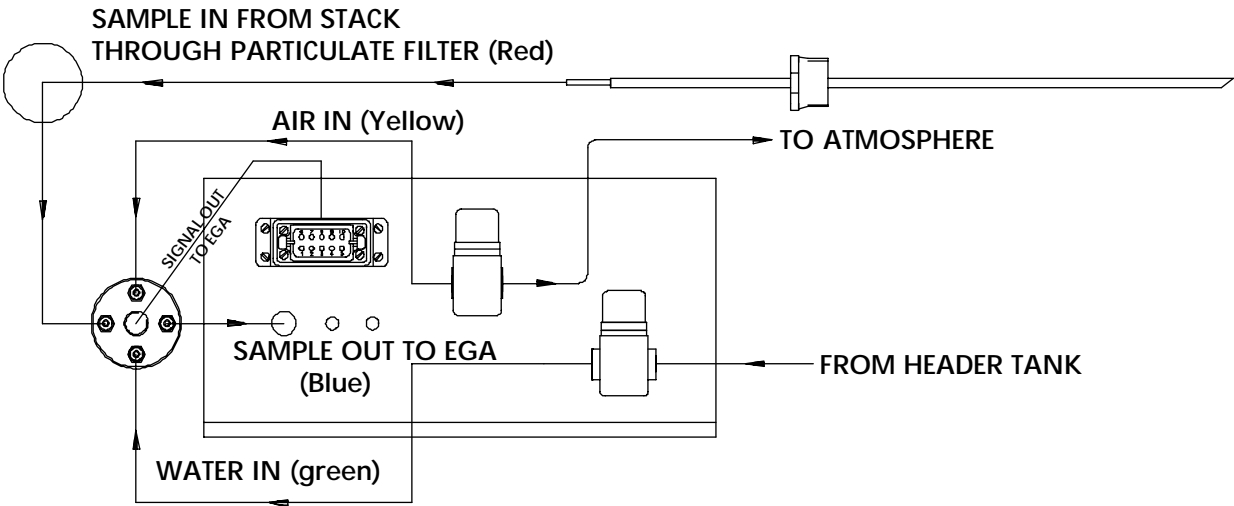 SAMPLE IN FROM STACK
THROUGH PARTICULATE FILTER (Red)
AIR IN (Yellow)
TO ATMOSPHERE
SIGNAL OUT
TO EGA
SAMPLE OUT TO EGA
(Blue)
FROM HEADER TANK
WATER IN (green)